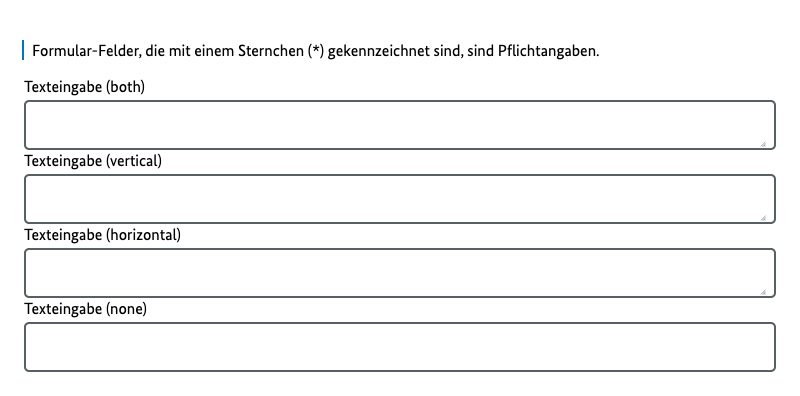 Formular-Felder, die mit einem Sternchen (*) gekennzeichnet sind, sind Pflichtangaben.
Texteingabe (both)
Texteingabe (vertical)
Texteingabe (horizontal)
Texteingabe (none)